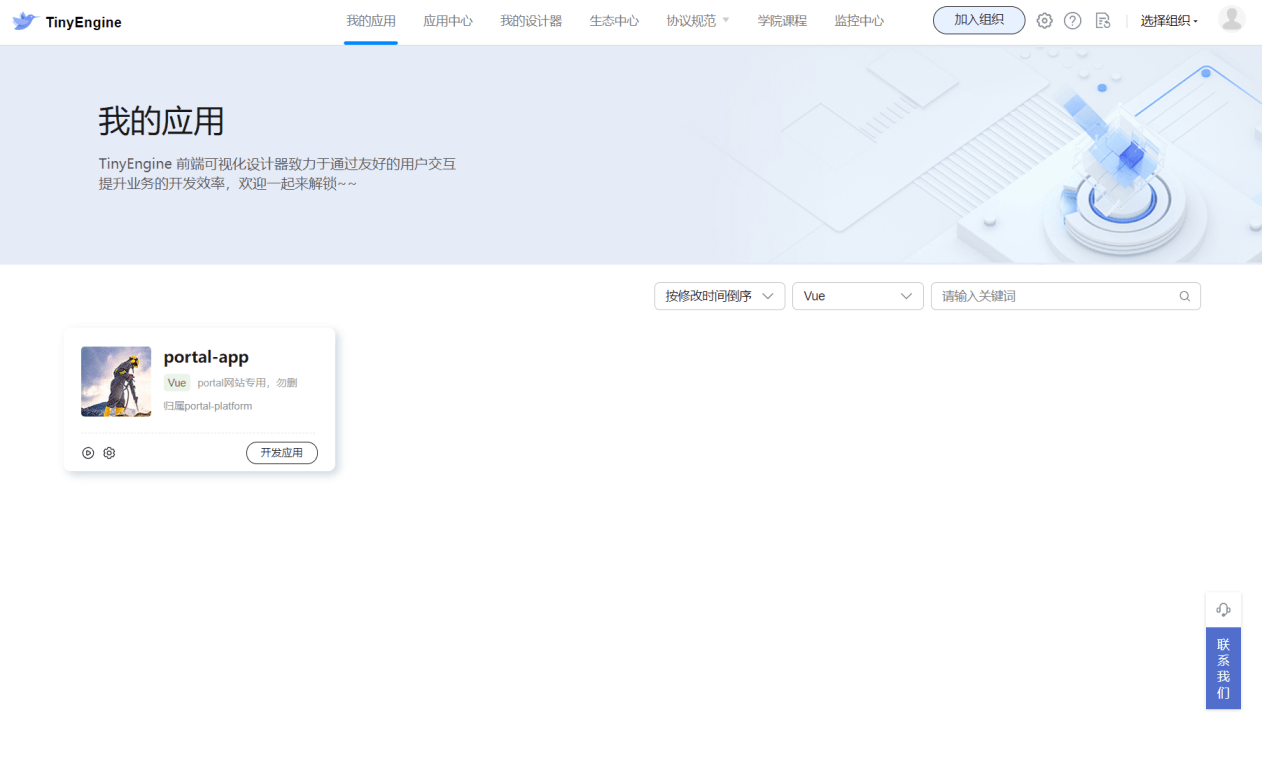 TinyEngine
我的应用
应用中心
我的设计器
生态中心
协议规范
学院课程
监控中心
加入组织
选择组织
我的应用
TinyEngine 前端可视化设计器致力于通过友好的用户交互
提升业务的开发效率，欢迎一起来解锁~~
按修改时间倒序
Vue
请输入关键词
portal-app
Vue portal网站专用，勿删
归属portal-platform
开发应用
联
系
我
们